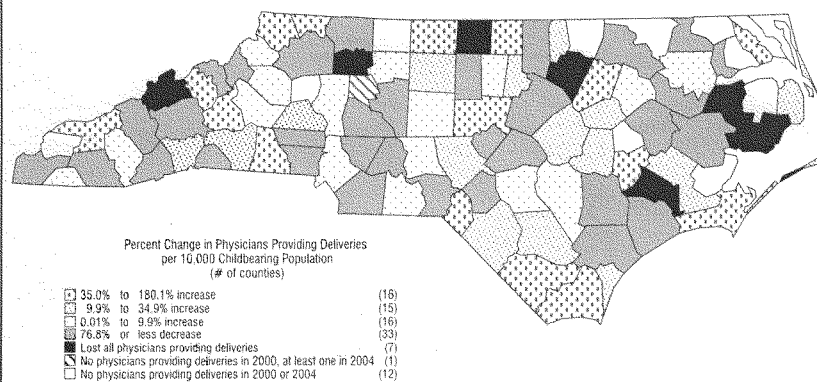 Percent Change in Physicians Providing Deliveries
per 10,000 Childbearing Population
(# of counties)
35.0% to 180.1% increase (16)
9.9% to 34.9% increase (15)
0.01% to 9.9% increase (16)
76.8% or less decrease (33)
Lost all physicians providing deliveries (7)
No physicians providing deliveries in 2000, at least one in 2004 (1)
No physicians providing deliveries in 2000 or 2004 (12)